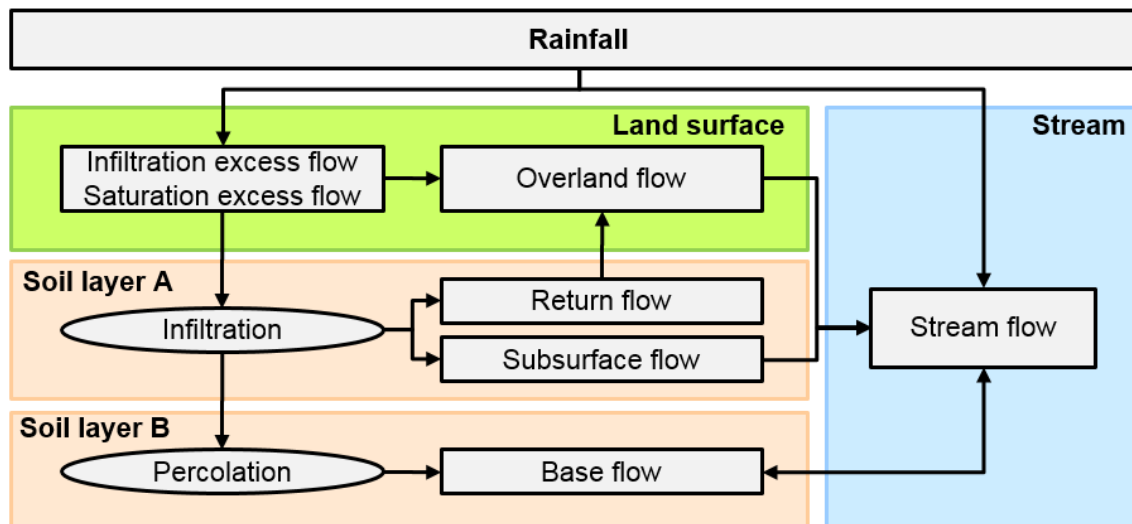 Rainfall
Land surface
Stream
Infiltration excess flow
Saturation excess flow
Overland flow
Soil layer A
Infiltration
Return flow
Subsurface flow
Stream flow
Soil layer B
Percolation
Base flow